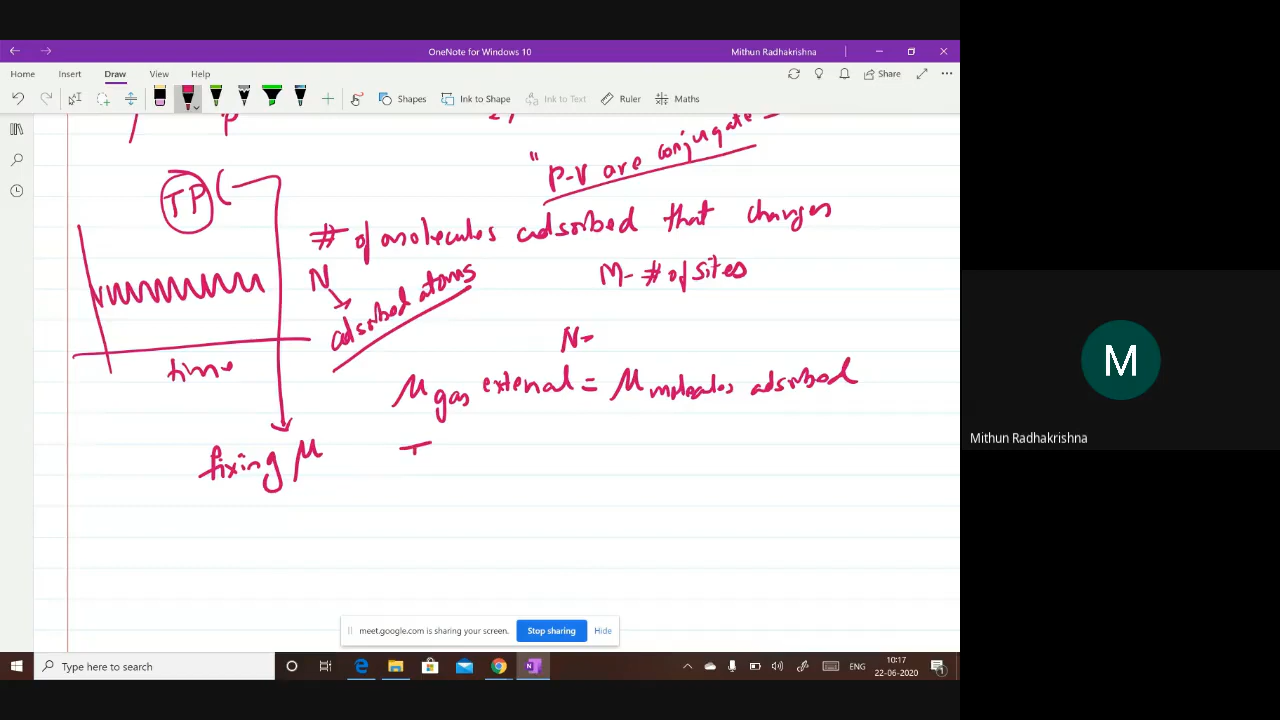 OneNote for Windows 10
Mithun Radhakrishna
Home Insert Draw View Help
Share
Shapes Ink to Shape Ink to Text Ruler Maths
"P-V are conjugate
TP
# of molecules adsorbed that changes
N
M- # of sites
adsorbed atoms
N-
time
μ gas external = μ molecules adsorbed
fixing μ
T
M
Mithun Radhakrishna
meet.google.com is sharing your screen. Stop sharing Hide
Type here to search
ENG
10:17
22-06-2020